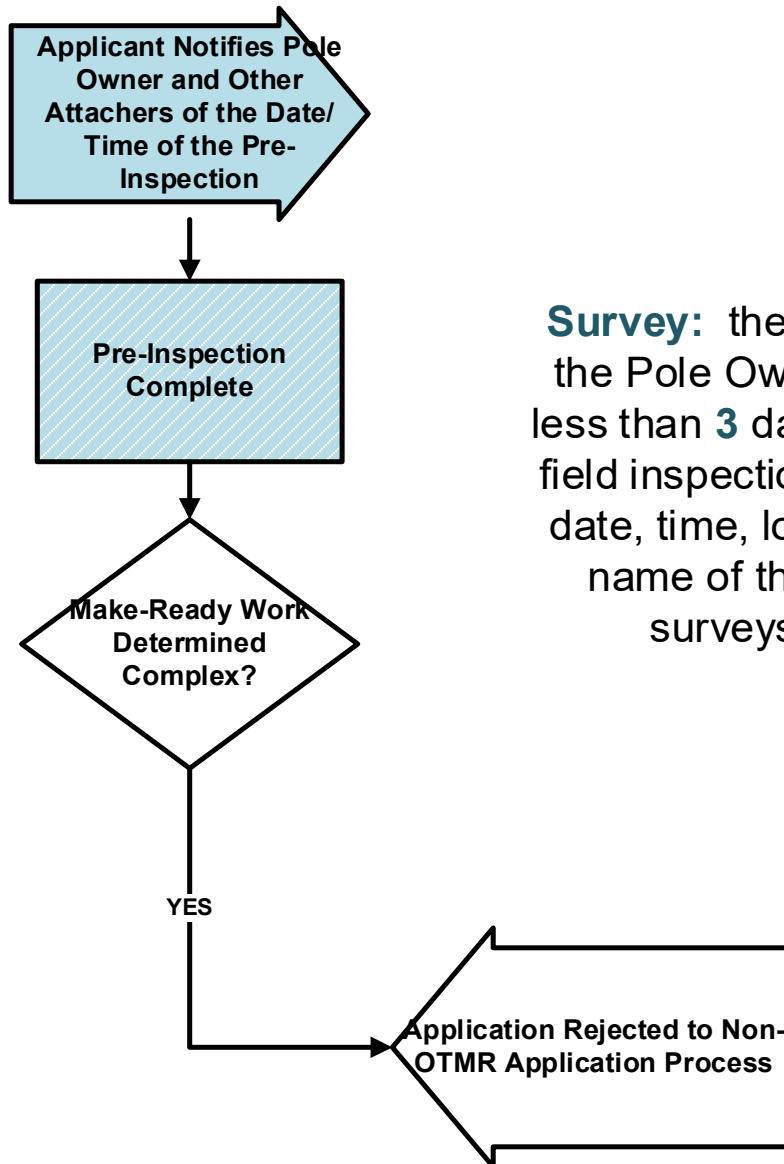 Applicant Notifies Pole
Owner and Other
Attachers of the Date/
Time of the Pre-
Inspection
Pre-Inspection
Complete
Survey: the
the Pole Ow
less than 3 da
field inspectio
date, time, lo
name of th
surveys
Make-Ready Work
Determined
Complex?
YES
Application Rejected to Non-
OTMR Application Process